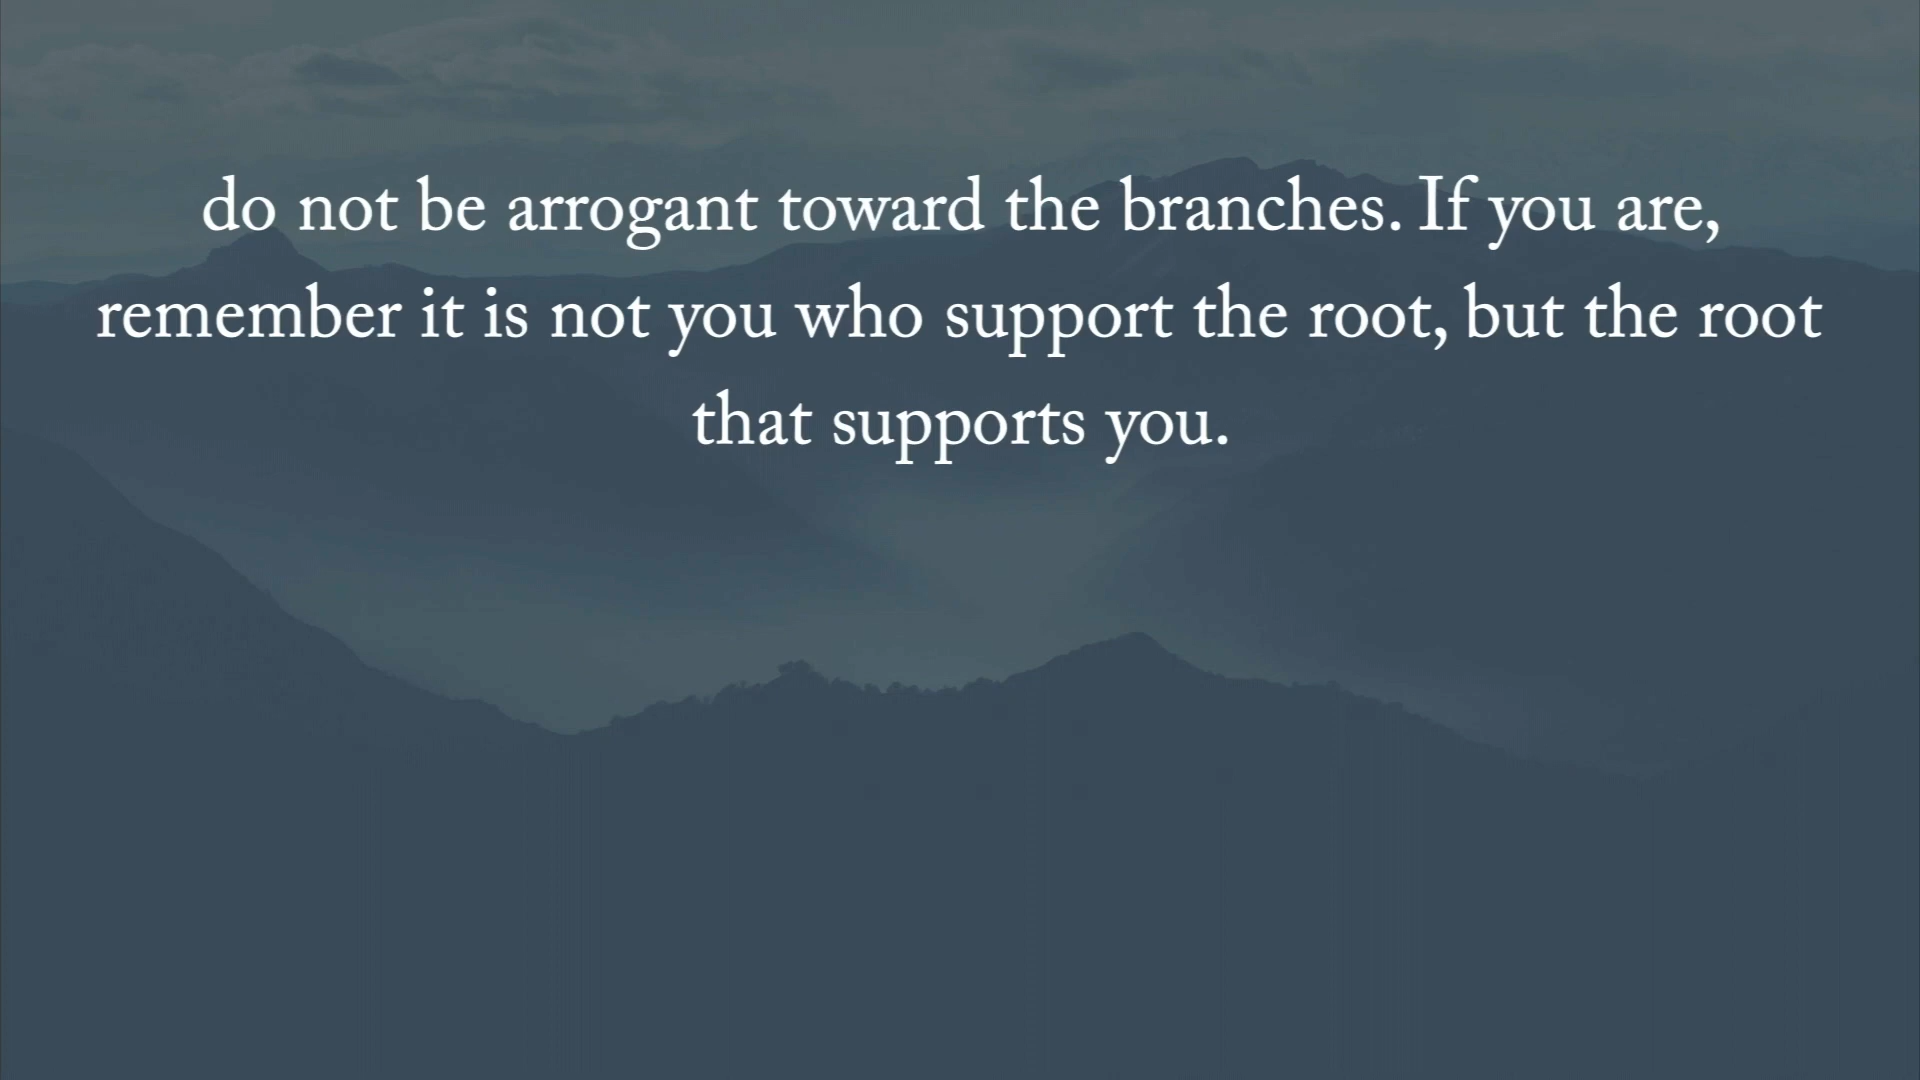 do not be arrogant toward the branches. If you are,
remember it is not you who support the root, but the root
that supports you.